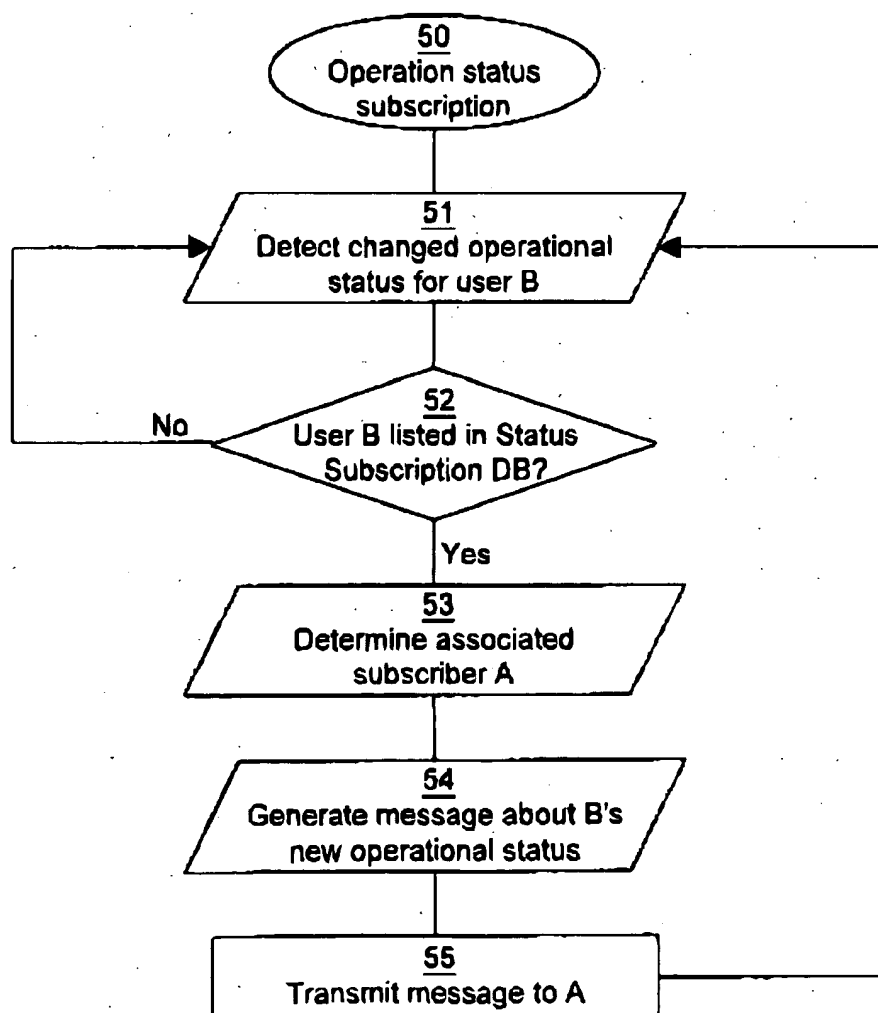 50
Operation status
subscription
51
Detect changed operational
status for user B
52
User B listed in Status
Subscription DB?
No
Yes
53
Determine associated
subscriber A
54
Generate message about B's
new operational status
55
Transmit message to A